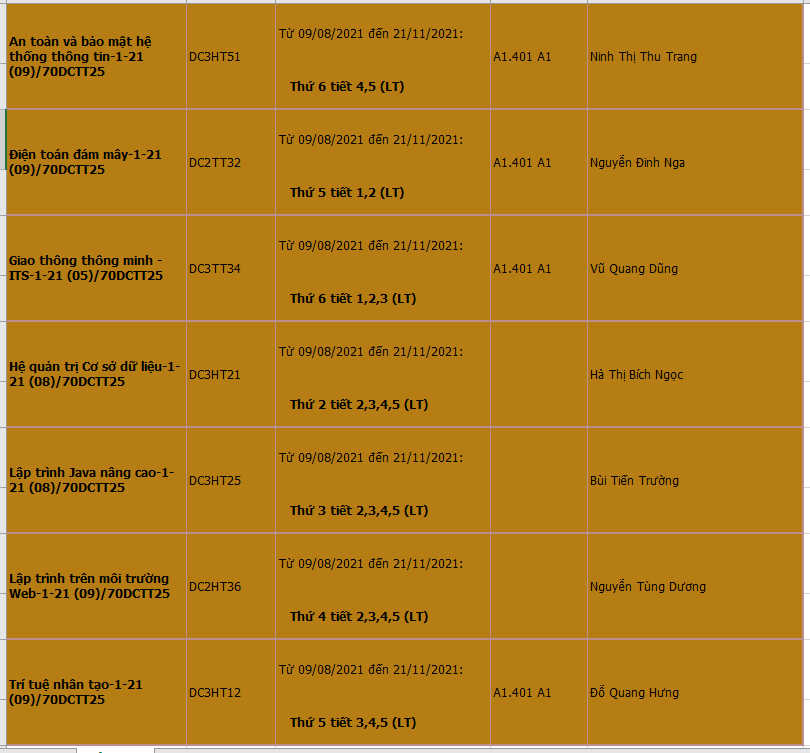 An toàn và bảo mật hệ
thống thông tin-1-21
(09)/70DCTT25
DC3HT51
Từ 09/08/2021 đến 21/11/2021:
Thứ 6 tiết 4,5 (LT)
A1.401 A1
Ninh Thị Thu Trang
Điện toán đám mây-1-21
(09)/70DCTT25
DC2TT32
Từ 09/08/2021 đến 21/11/2021:
Thứ 5 tiết 1,2 (LT)
A1.401 A1
Nguyễn Đình Nga
Giao thông thông minh -
ITS-1-21 (05)/70DCTT25
DC3TT34
Từ 09/08/2021 đến 21/11/2021:
Thứ 6 tiết 1,2,3 (LT)
A1.401 A1
Vũ Quang Dũng
Hệ quản trị Cơ sở dữ liệu-1-
21 (08)/70DCTT25
DC3HT21
Từ 09/08/2021 đến 21/11/2021:
Thứ 2 tiết 2,3,4,5 (LT)
Hà Thị Bích Ngọc
Lập trình Java nâng cao-1-
21 (08)/70DCTT25
DC3HT25
Từ 09/08/2021 đến 21/11/2021:
Thứ 3 tiết 2,3,4,5 (LT)
Bùi Tiến Trường
Lập trình trên môi trường
Web-1-21 (09)/70DCTT25
DC2HT36
Từ 09/08/2021 đến 21/11/2021:
Thứ 4 tiết 2,3,4,5 (LT)
Nguyễn Tùng Dương
Trí tuệ nhân tạo-1-21
(09)/70DCTT25
DC3HT12
Từ 09/08/2021 đến 21/11/2021:
Thứ 5 tiết 3,4,5 (LT)
A1.401 A1
Đỗ Quang Hưng